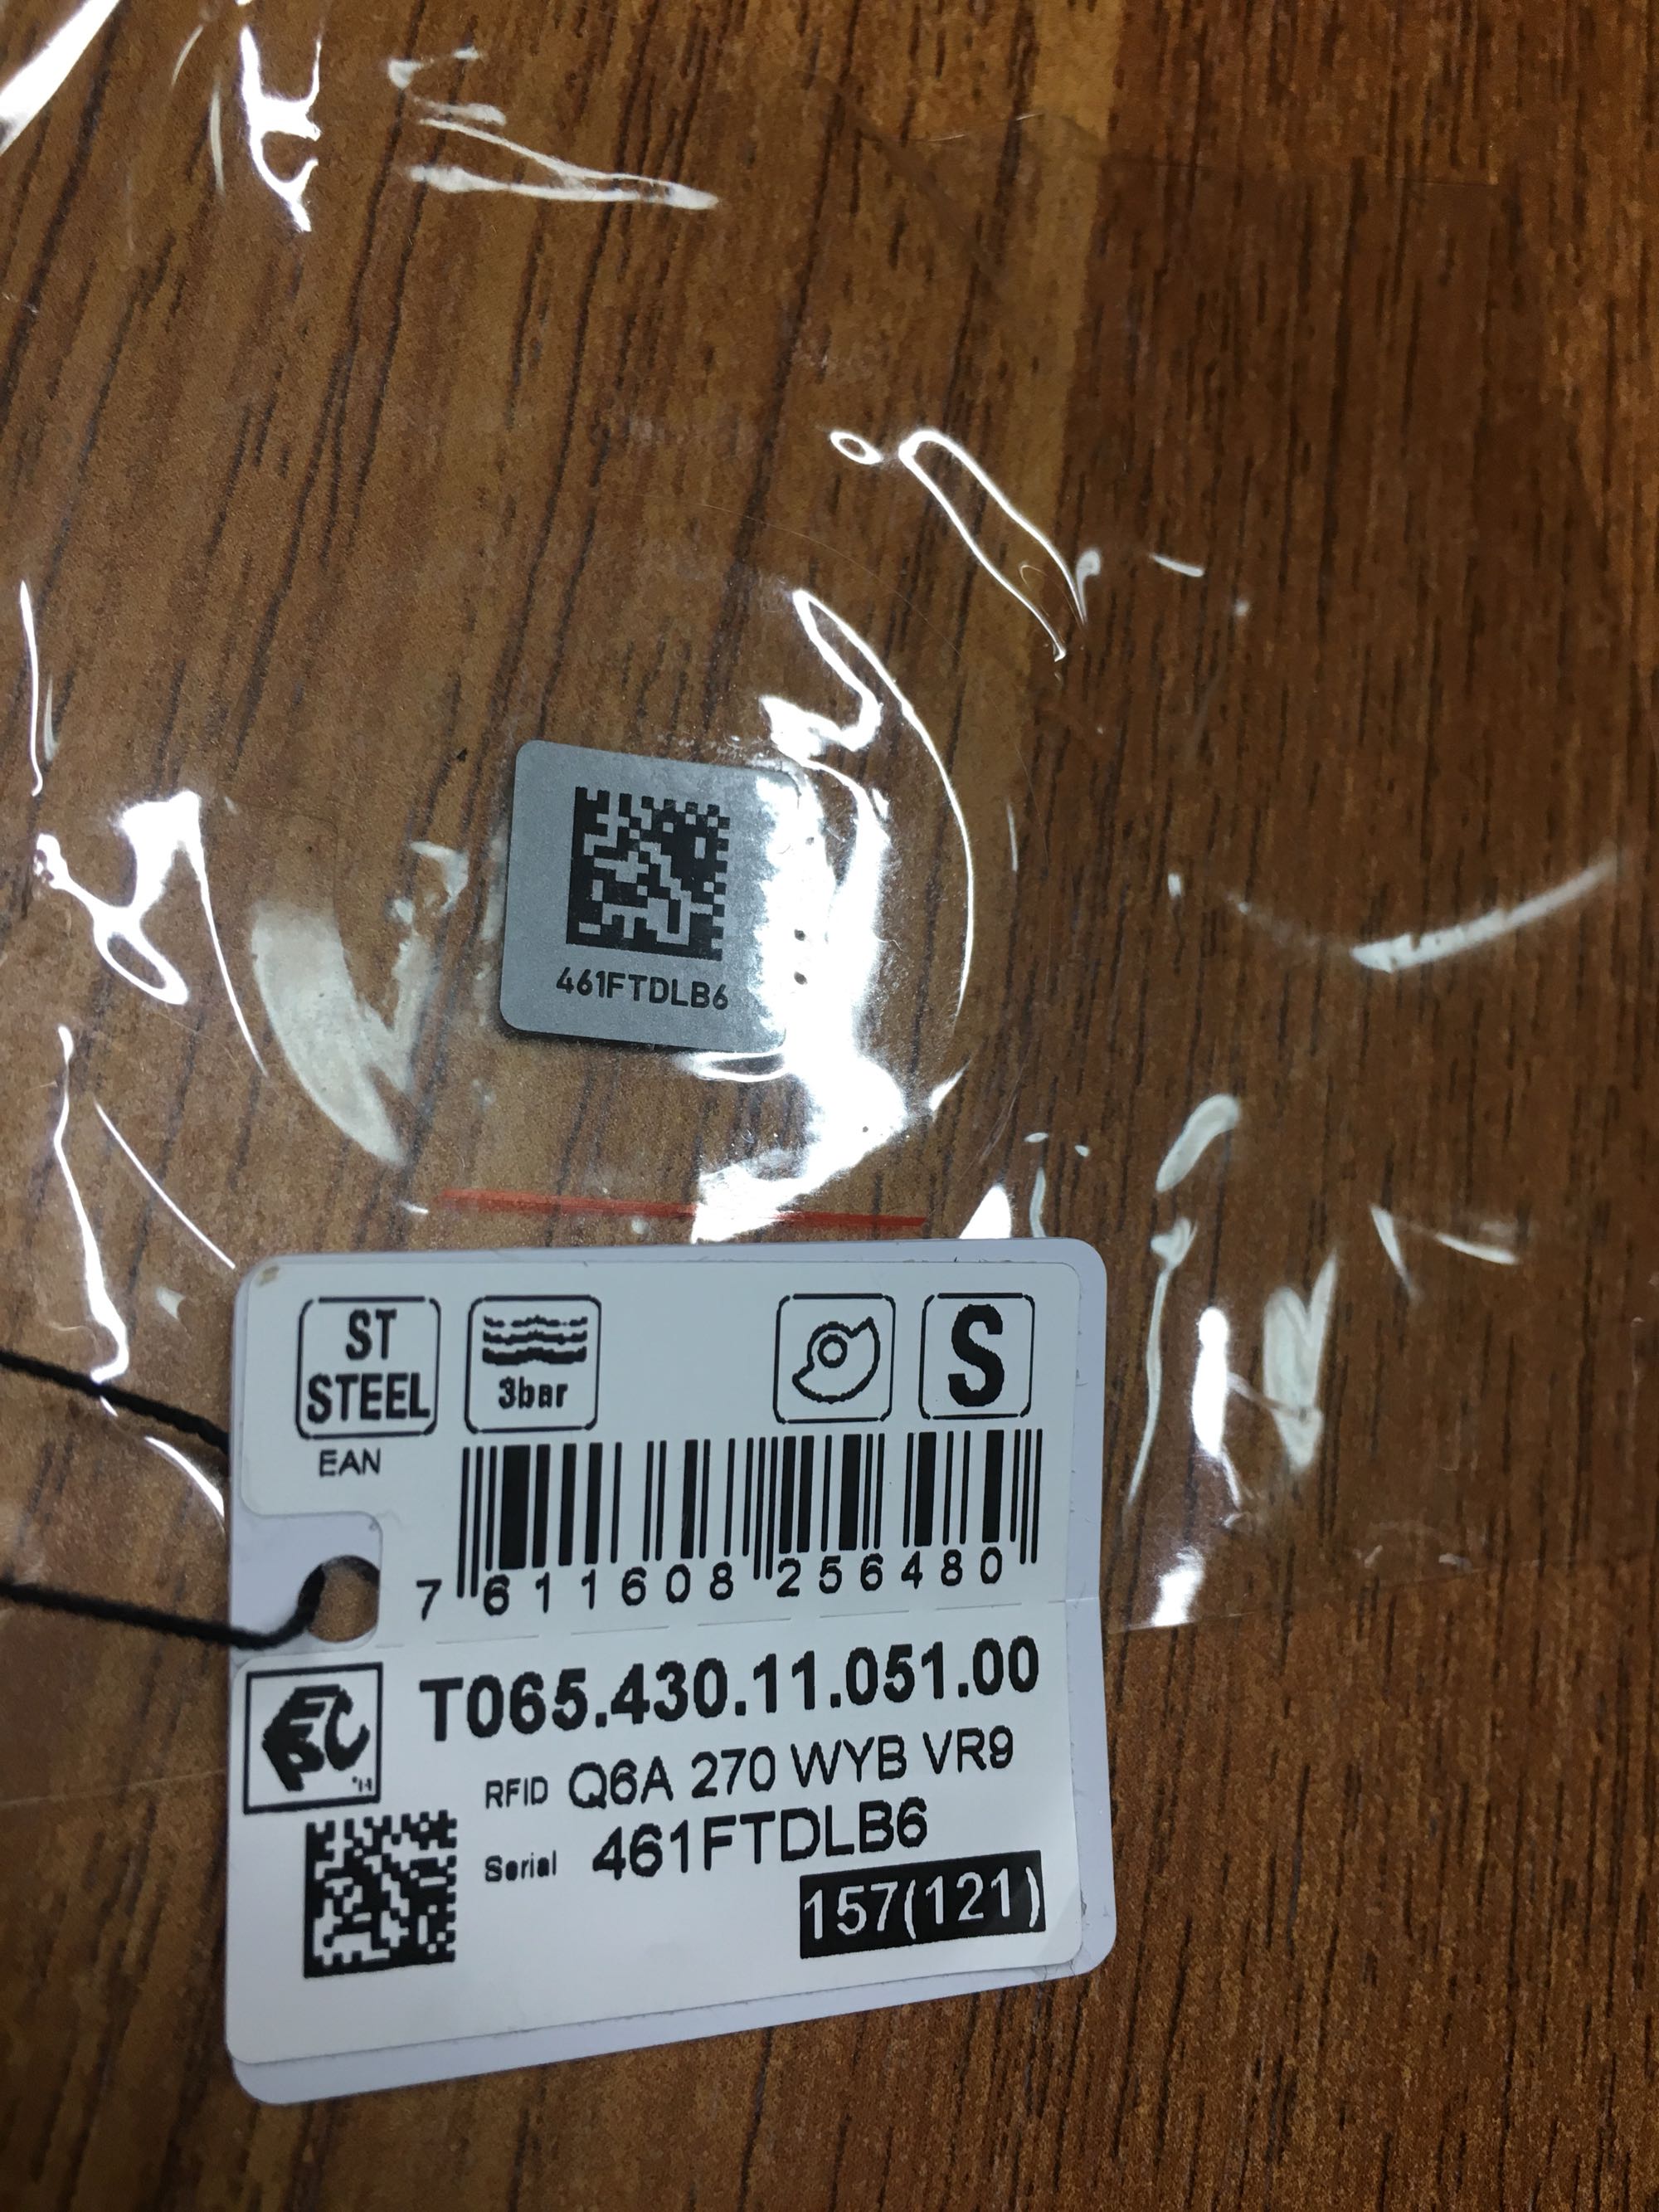 461FTDLB6
ST
STEEL
3bar
S
EAN
7 611608 256480
T065.430.11.051.00
RFID Q6A 270 WYB VR9
Serial 461FTDLB6
157(121)